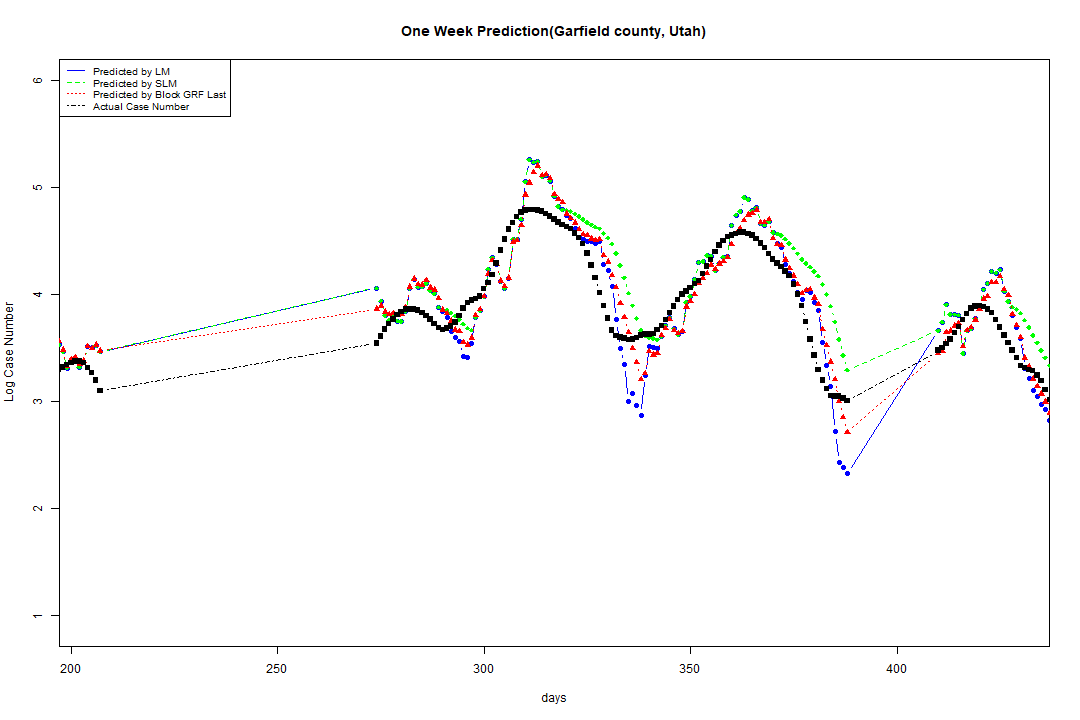 One Week Prediction(Garfield county, Utah)
Predicted by LM
Predicted by SLM
Predicted by Block GRF Last
Actual Case Number
6
5
4
3
2
1
Log Case Number
200 250 300 350 400
days